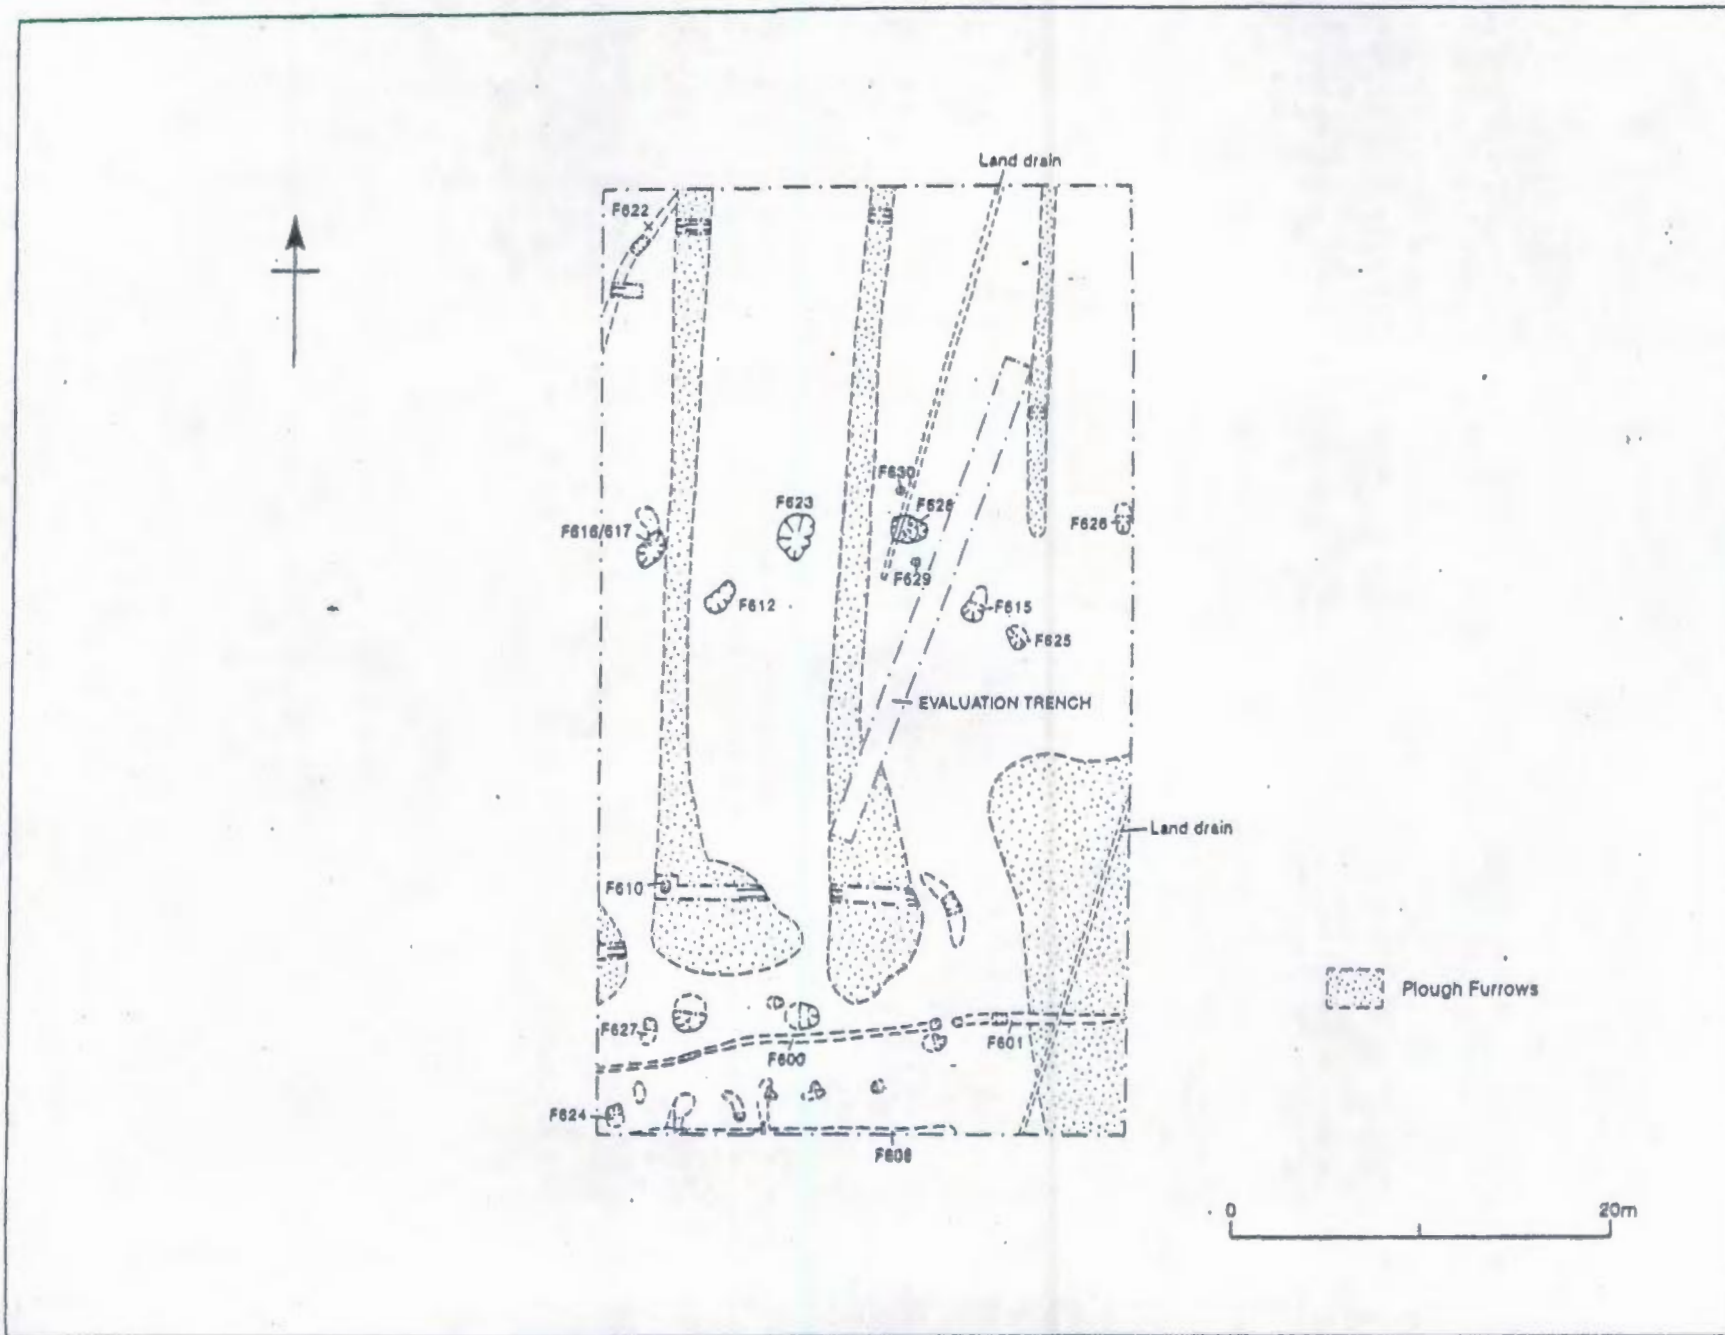 Land drain
F622
F630
F623
F628
F616/617
F626
F629
F612
F615
F625
EVALUATION TRENCH
Land drain
F610
Plough Furrows
F627
F600
F601
F624
F608
0 20m